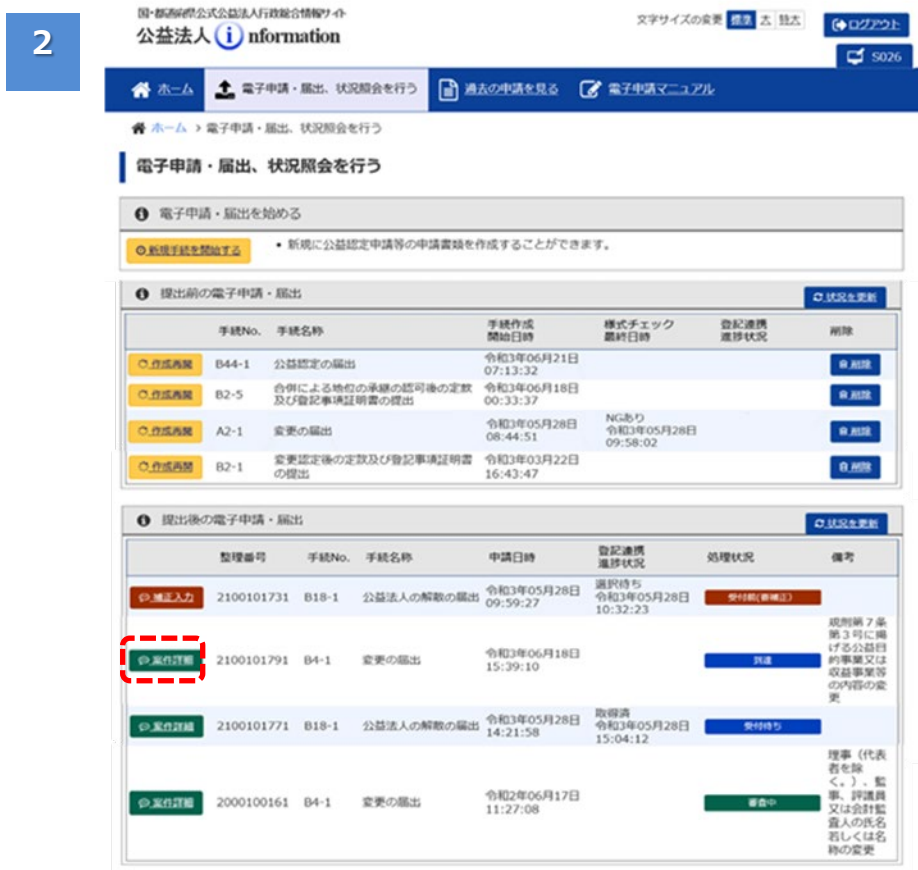 2
国・都道府県公式公益法人行政総合情報サイト
公益法人 information
文字サイズの変更 標準 大 特大
ログアウト
S026
ホーム 電子申請・届出、状況照会を行う 過去の申請を見る 電子申請マニュアル
ホーム > 電子申請・届出、状況照会を行う
電子申請・届出、状況照会を行う
電子申請・届出を始める
新規手続を開始する
• 新規に公益認定申請等の申請書類を作成することができます。
提出前の電子申請・届出
状況を更新
手続No. 手続名称 手続作成 開始日時 様式チェック 最終日時 登記連携 進捗状況 削除
作成再開 B44-1 公益認定の届出 令和3年06月21日 07:13:32 削除
作成再開 B2-5 合併による地位の承継の認可後の定款 及び登記事項証明書の提出 令和3年06月18日 00:33:37 削除
作成再開 A2-1 変更の届出 令和3年05月28日 08:44:51 NGあり 令和3年05月28日 09:58:02 削除
作成再開 B2-1 変更認定後の定款及び登記事項証明書 の提出 令和3年03月22日 16:43:47 削除
提出後の電子申請・届出
状況を更新
整理番号 手続No. 手続名称 申請日時 登記連携 進捗状況 処理状況 備考
補正入力 2100101731 B18-1 公益法人の解散の届出 令和3年05月28日 09:59:27 選択待ち 令和3年05月28日 10:32:23 受付前(要補正)
案件詳細 2100101791 B4-1 変更の届出 令和3年06月18日 15:39:10 到達
規則第7条
第3号に掲
げる公益目
的事業又は
収益事業等
の内容の変
更
案件詳細 2100101771 B18-1 公益法人の解散の届出 令和3年05月28日 14:21:58 取得済 令和3年05月28日 15:04:12 受付待ち
案件詳細 2000100161 B4-1 変更の届出 令和2年06月17日 11:27:08 審査中
理事（代表
者を除
く。）、監
事、評議員
又は会計監
査人の氏名
若しくは名
称の変更